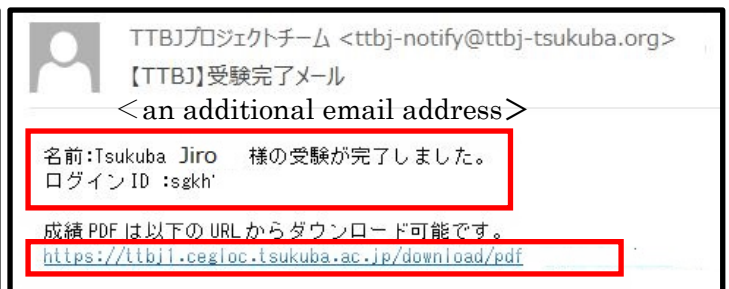 TTBJプロジェクトチーム <ttbj-notify@ttbj-tsukuba.org>
【TTBJ】受験完了メール
＜an additional email address＞
名前:Tsukuba Jiro 様の受験が完了しました。
ログインID :sgkh'
成績PDFは以下のURLからダウンロード可能です。
https://ttbj1.cegloc.tsukuba.ac.jp/download/pdf